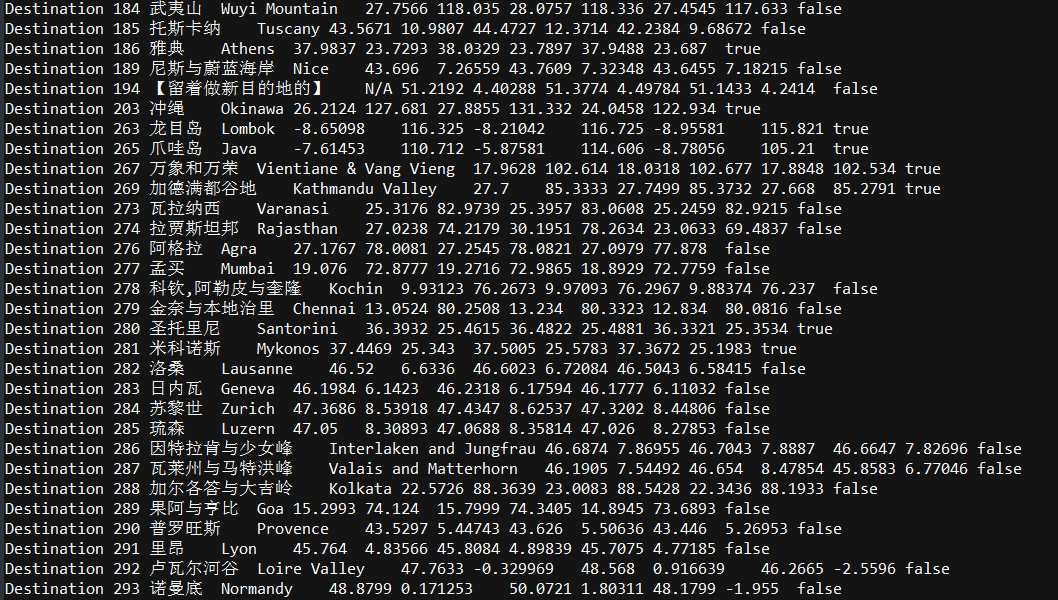 Destination 184 武夷山 Wuyi Mountain 27.7566 118.035 28.0757 118.336 27.4545 117.633 false
Destination 185 托斯卡纳 Tuscany 43.5671 10.9807 44.4727 12.3714 42.2384 9.68672 false
Destination 186 雅典 Athens 37.9837 23.7293 38.0329 23.7897 37.9488 23.687 true
Destination 189 尼斯与蔚蓝海岸 Nice 43.696 7.26559 43.7609 7.32348 43.6455 7.18215 false
Destination 194 【留着做新目的地的】 N/A 51.2192 4.40288 51.3774 4.49784 51.1433 4.2414 false
Destination 203 冲绳 Okinawa 26.2124 127.681 27.8855 131.332 24.0458 122.934 true
Destination 263 龙目岛 Lombok -8.65098 116.325 -8.21042 116.725 -8.95581 115.821 true
Destination 265 爪哇岛 Java -7.61453 110.712 -5.87581 114.606 -8.78056 105.21 true
Destination 267 万象和万荣 Vientiane & Vang Vieng 17.9628 102.614 18.0318 102.677 17.8848 102.534 true
Destination 269 加德满都谷地 Kathmandu Valley 27.7 85.3333 27.7499 85.3732 27.668 85.2791 true
Destination 273 瓦拉纳西 Varanasi 25.3176 82.9739 25.3957 83.0608 25.2459 82.9215 false
Destination 274 拉贾斯坦邦 Rajasthan 27.0238 74.2179 30.1951 78.2634 23.0633 69.4837 false
Destination 276 阿格拉 Agra 27.1767 78.0081 27.2545 78.0821 27.0979 77.878 false
Destination 277 孟买 Mumbai 19.076 72.8777 19.2716 72.9865 18.8929 72.7759 false
Destination 278 科钦,阿勒皮与奎隆 Kochin 9.93123 76.2673 9.97093 76.2967 9.88374 76.237 false
Destination 279 金奈与本地治里 Chennai 13.0524 80.2508 13.234 80.3323 12.834 80.0816 false
Destination 280 圣托里尼 Santorini 36.3932 25.4615 36.4822 25.4881 36.3321 25.3534 true
Destination 281 米科诺斯 Mykonos 37.4469 25.343 37.5005 25.5783 37.3672 25.1983 true
Destination 282 洛桑 Lausanne 46.52 6.6336 46.6023 6.72084 46.5043 6.58415 false
Destination 283 日内瓦 Geneva 46.1984 6.1423 46.2318 6.17594 46.1777 6.11032 false
Destination 284 苏黎世 Zurich 47.3686 8.53918 47.4347 8.62537 47.3202 8.44806 false
Destination 285 琉森 Luzern 47.05 8.30893 47.0688 8.35814 47.026 8.27853 false
Destination 286 因特拉肯与少女峰 Interlaken and Jungfrau 46.6874 7.86955 46.7043 7.8887 46.6647 7.82696 false
Destination 287 瓦莱州与马特洪峰 Valais and Matterhorn 46.1905 7.54492 46.654 8.47854 45.8583 6.77046 false
Destination 288 加尔各答与大吉岭 Kolkata 22.5726 88.3639 23.0083 88.5428 22.3436 88.1933 false
Destination 289 果阿与亨比 Goa 15.2993 74.124 15.7999 74.3405 14.8945 73.6893 false
Destination 290 普罗旺斯 Provence 43.5297 5.44743 43.626 5.50636 43.446 5.26953 false
Destination 291 里昂 Lyon 45.764 4.83566 45.8084 4.89839 45.7075 4.77185 false
Destination 292 卢瓦尔河谷 Loire Valley 47.7633 -0.329969 48.568 0.916639 46.2665 -2.5596 false
Destination 293 诺曼底 Normandy 48.8799 0.171253 50.0721 1.80311 48.1799 -1.955 false